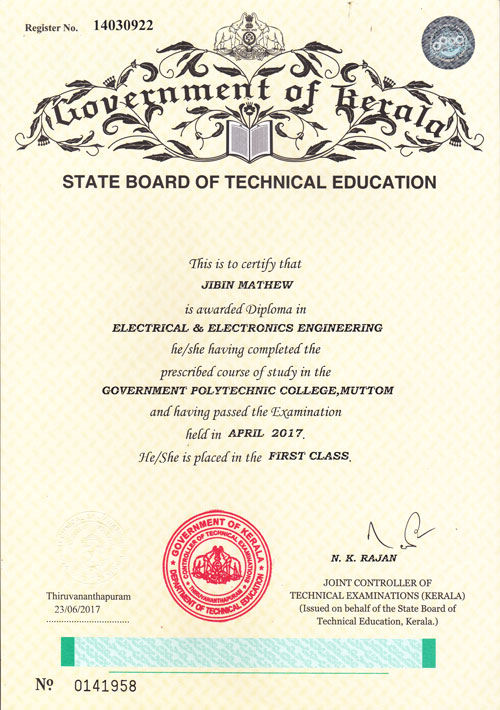 Register No. 14030922
Government of Kerala
STATE BOARD OF TECHNICAL EDUCATION
This is to certify that
JIBIN MATHEW
is awarded Diploma in
ELECTRICAL & ELECTRONICS ENGINEERING
he/she having completed the
prescribed course of study in the
GOVERNMENT POLYTECHNIC COLLEGE,MUTTOM
and having passed the Examination
held in APRIL 2017.
He/She is placed in the FIRST CLASS.
GOVERNMENT OF KERALA
CONTROLLER OF TECHNICAL EXAMINATIONS
THIRUVANANTHAPURAM
DEPARTMENT OF TECHNICAL EDUCATION
N. K. RAJAN
JOINT CONTROLLER OF
TECHNICAL EXAMINATIONS (KERALA)
(Issued on behalf of the State Board of
Technical Education, Kerala.)
Thiruvananthapuram
23/06/2017
Nº 0141958